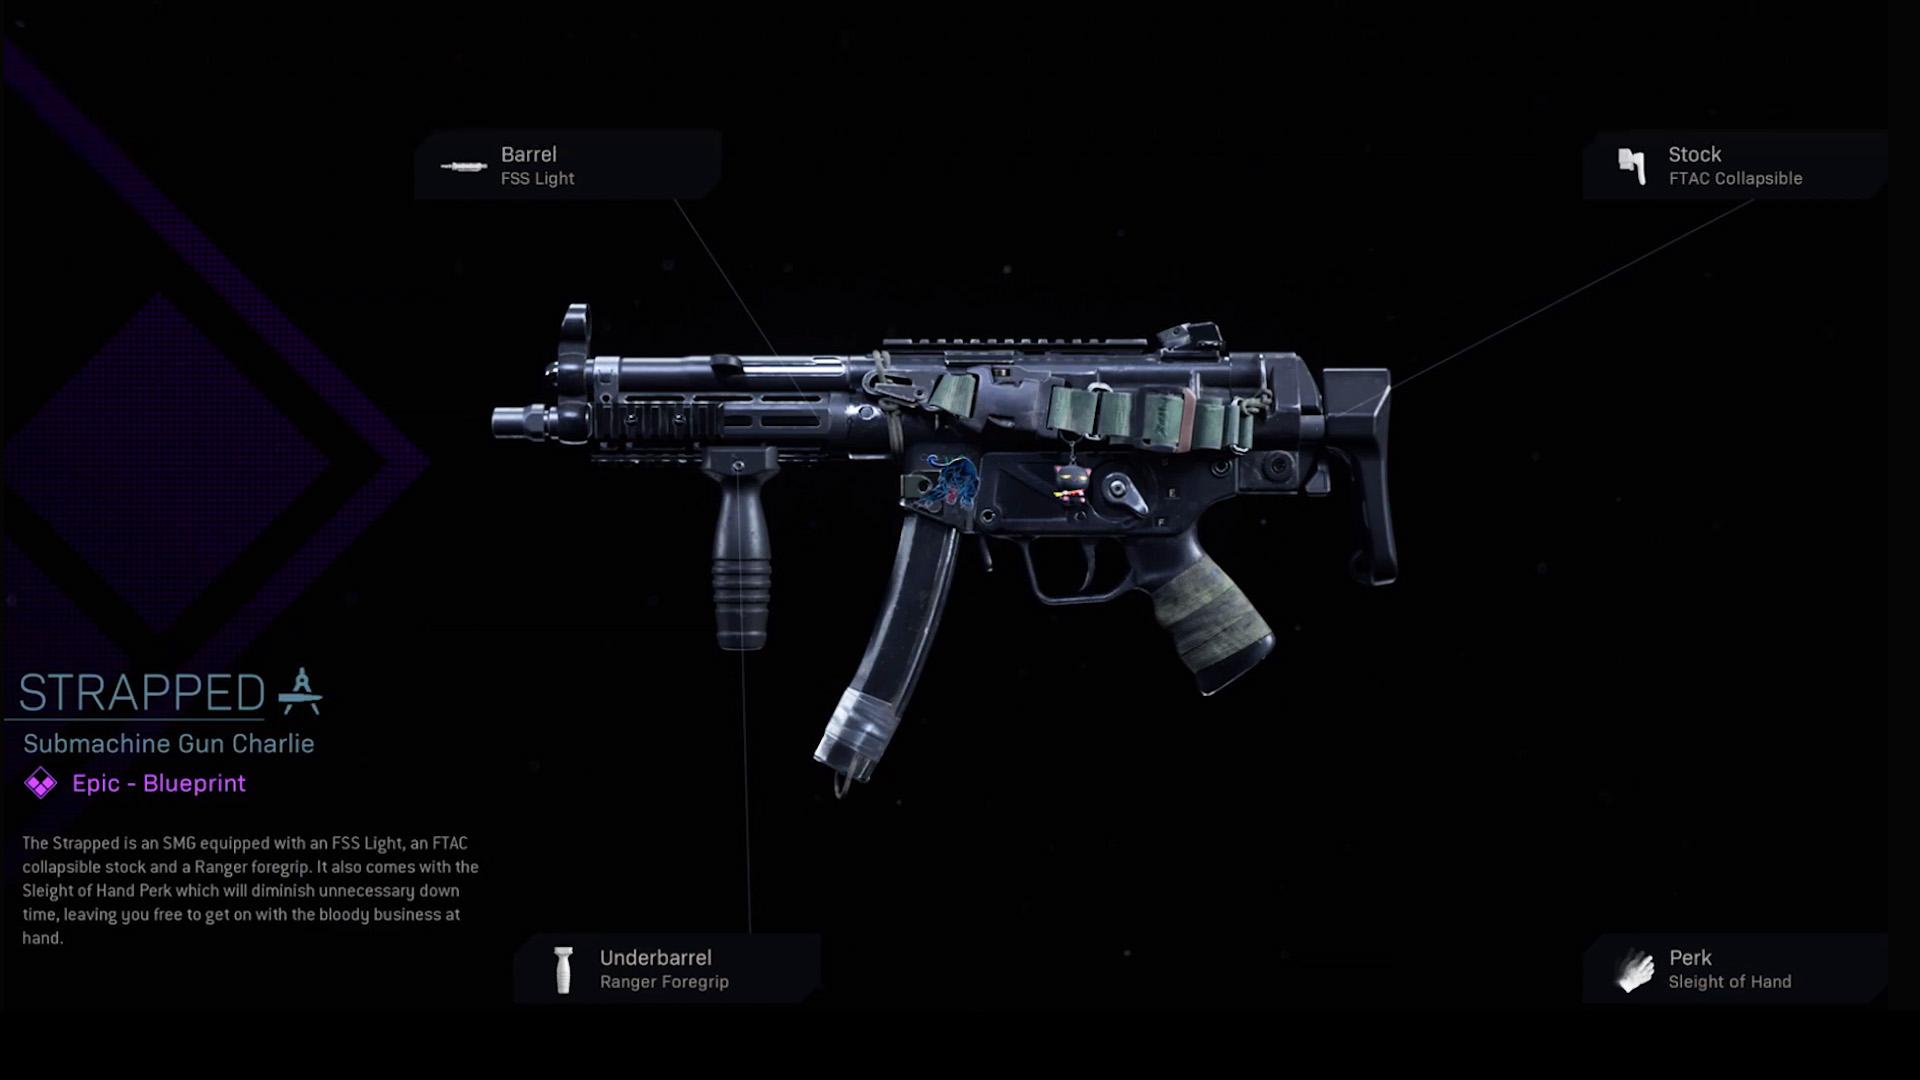 Barrel
FSS Light
Stock
FTAC Collapsible
S
E
F
STRAPPED
Submachine Gun Charlie
Epic - Blueprint
The Strapped is an SMG equipped with an FSS Light, an FTAC
collapsible stock and a Ranger foregrip. It also comes with the
Sleight of Hand Perk which will diminish unnecessary down
time, leaving you free to get on with the bloody business at
hand.
Underbarrel
Ranger Foregrip
Perk
Sleight of Hand